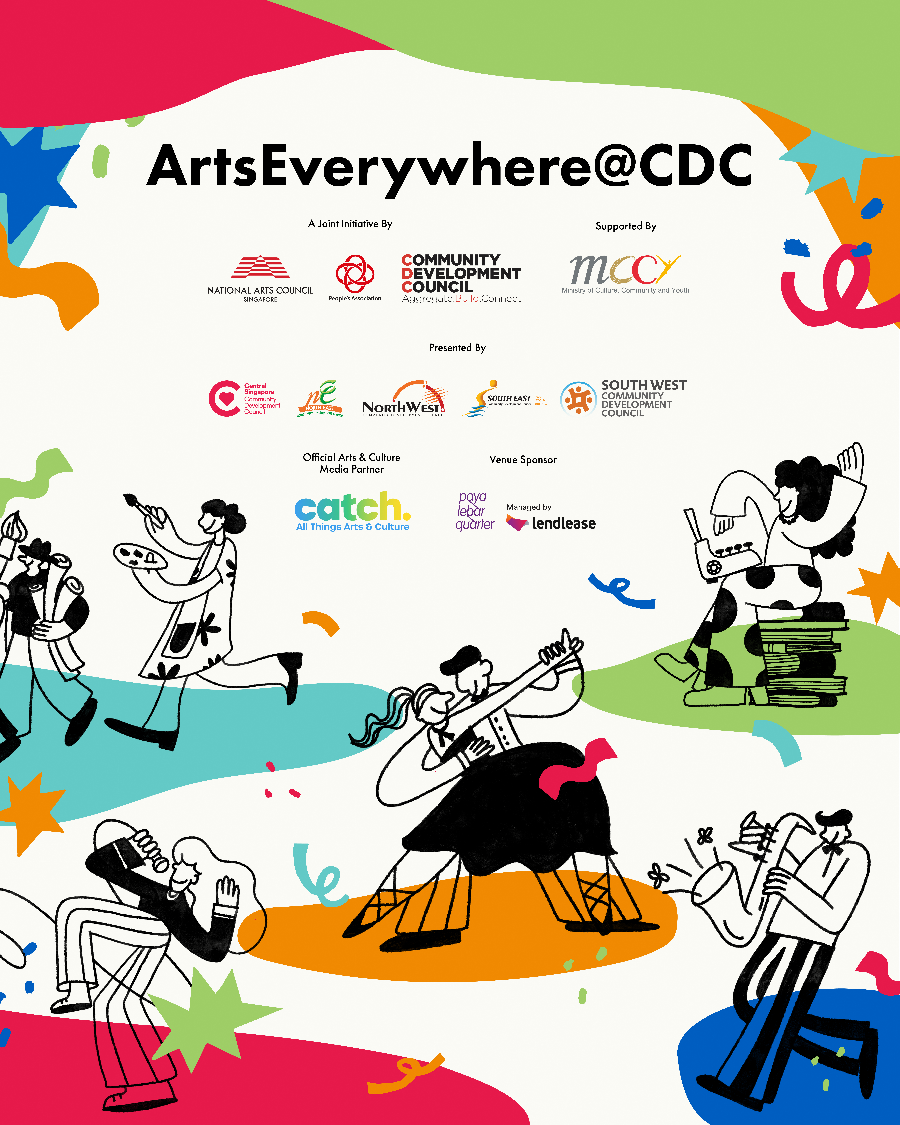 ArtsEverywhere@CDC
A Joint Initiative By
Supported By
NATIONAL ARTS COUNCIL
SINGAPORE
People's Association
COMMUNITY
DEVELOPMENT
COUNCIL
Aggregate.Build.Connect
mccy
Ministry of Culture, Community and Youth
Presented By
Central
Singapore
Community
Development
Council
ne
NORTH EAST
NORTHWEST
SOUTH EAST
SOUTH WEST
COMMUNITY
DEVELOPMENT
COUNCIL
Official Arts & Culture
Media Partner
Venue Sponsor
catch.
All Things Arts & Culture
paya
lebar
quarter
Managed by
lendlease